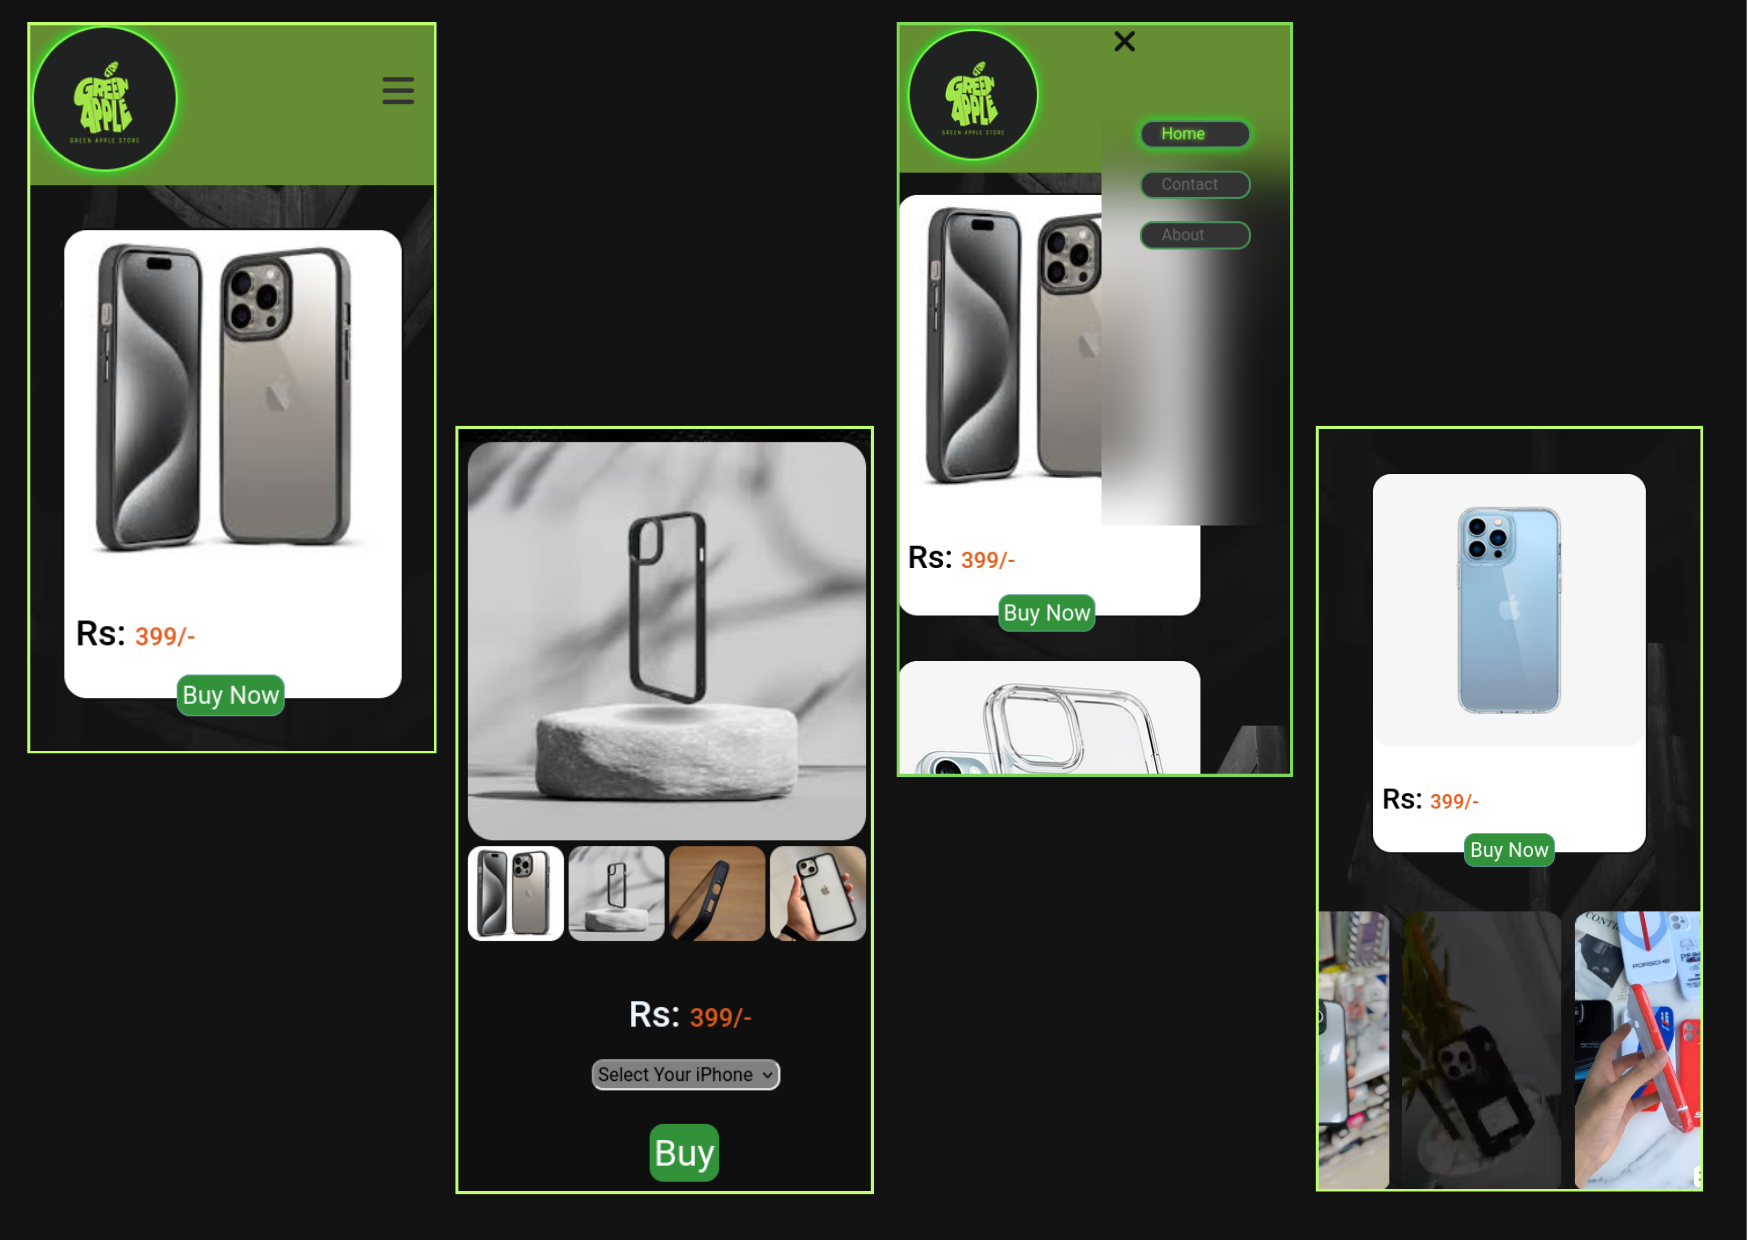 GREEN
APPLE
GREEN APPLE STORE
Rs: 399/-
Buy Now
Rs: 399/-
Select Your iPhone
Buy
GREEN
APPLE
GREEN APPLE STORE
Home
Contact
About
Rs: 399/-
Buy Now
Rs: 399/-
Buy Now
PORSCHE